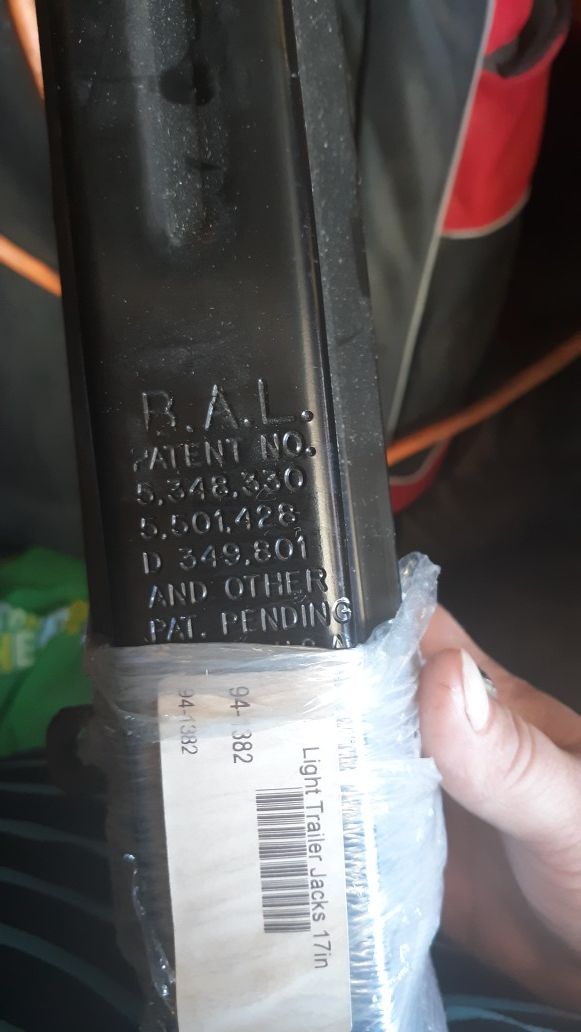 B.A.L.
PATENT NO.
5,348,330
5,501,428
D 349,801
AND OTHER
PAT. PENDING
94-1382
94-1382
Light Trailer Jacks 17in